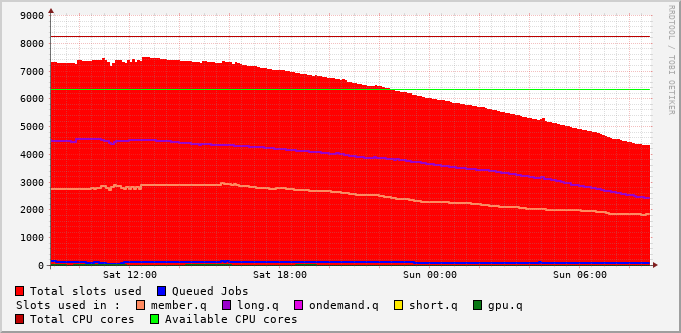 9000
8000
7000
6000
5000
4000
3000
2000
1000
0
Sat 12:00 Sat 18:00 Sun 00:00 Sun 06:00
RRDTOOL / TOBI OETIKER
Total slots used Queued Jobs
Slots used in : member.q long.q ondemand.q short.q gpu.q
Total CPU cores Available CPU cores